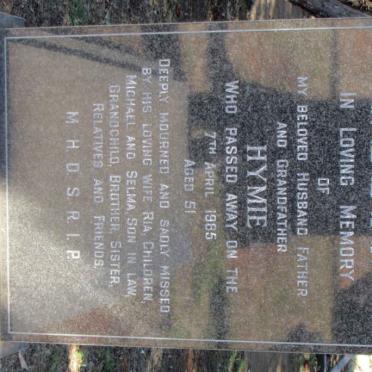 IN LOVING MEMORY
OF
MY BELOVED HUSBAND FATHER
AND GRANDFATHER
HYMIE
WHO PASSED AWAY ON THE
7TH APRIL 1985
AGED 51
DEEPLY MOURNED AND SADLY MISSED
BY HIS LOVING WIFE RIA, CHILDREN,
MICHAEL AND SELMA, SON IN LAW,
GRANDCHILD, BROTHER, SISTER,
RELATIVES AND FRIENDS.
M.H.D.S.R.I.P.